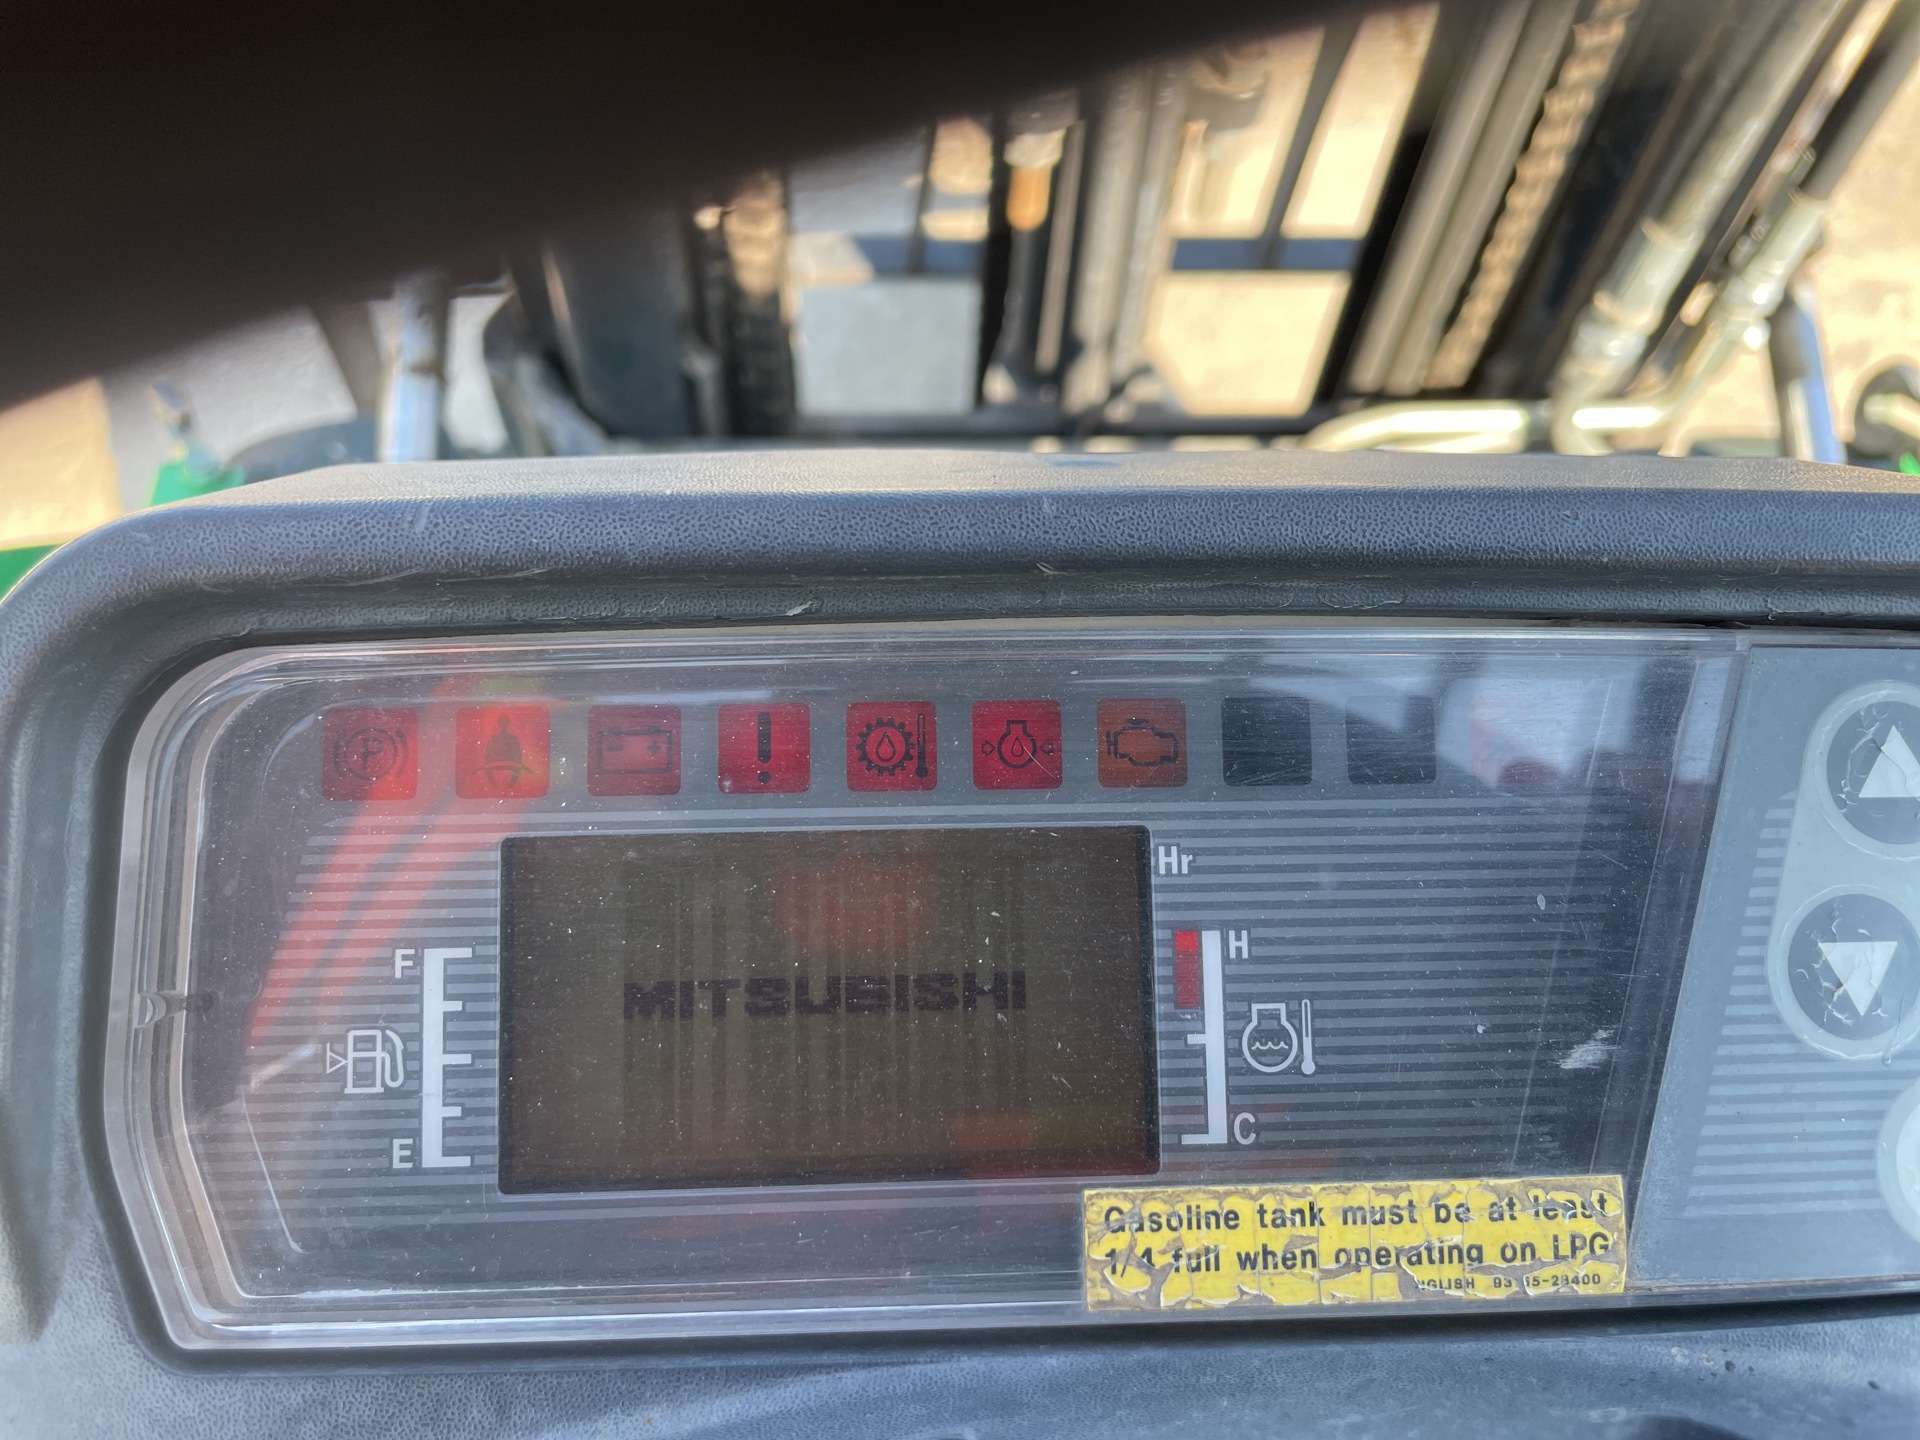 P
Hr
F
H
MITSUBISHI
E
C
Gasoline tank must be at least
1/4 full when operating on LPG